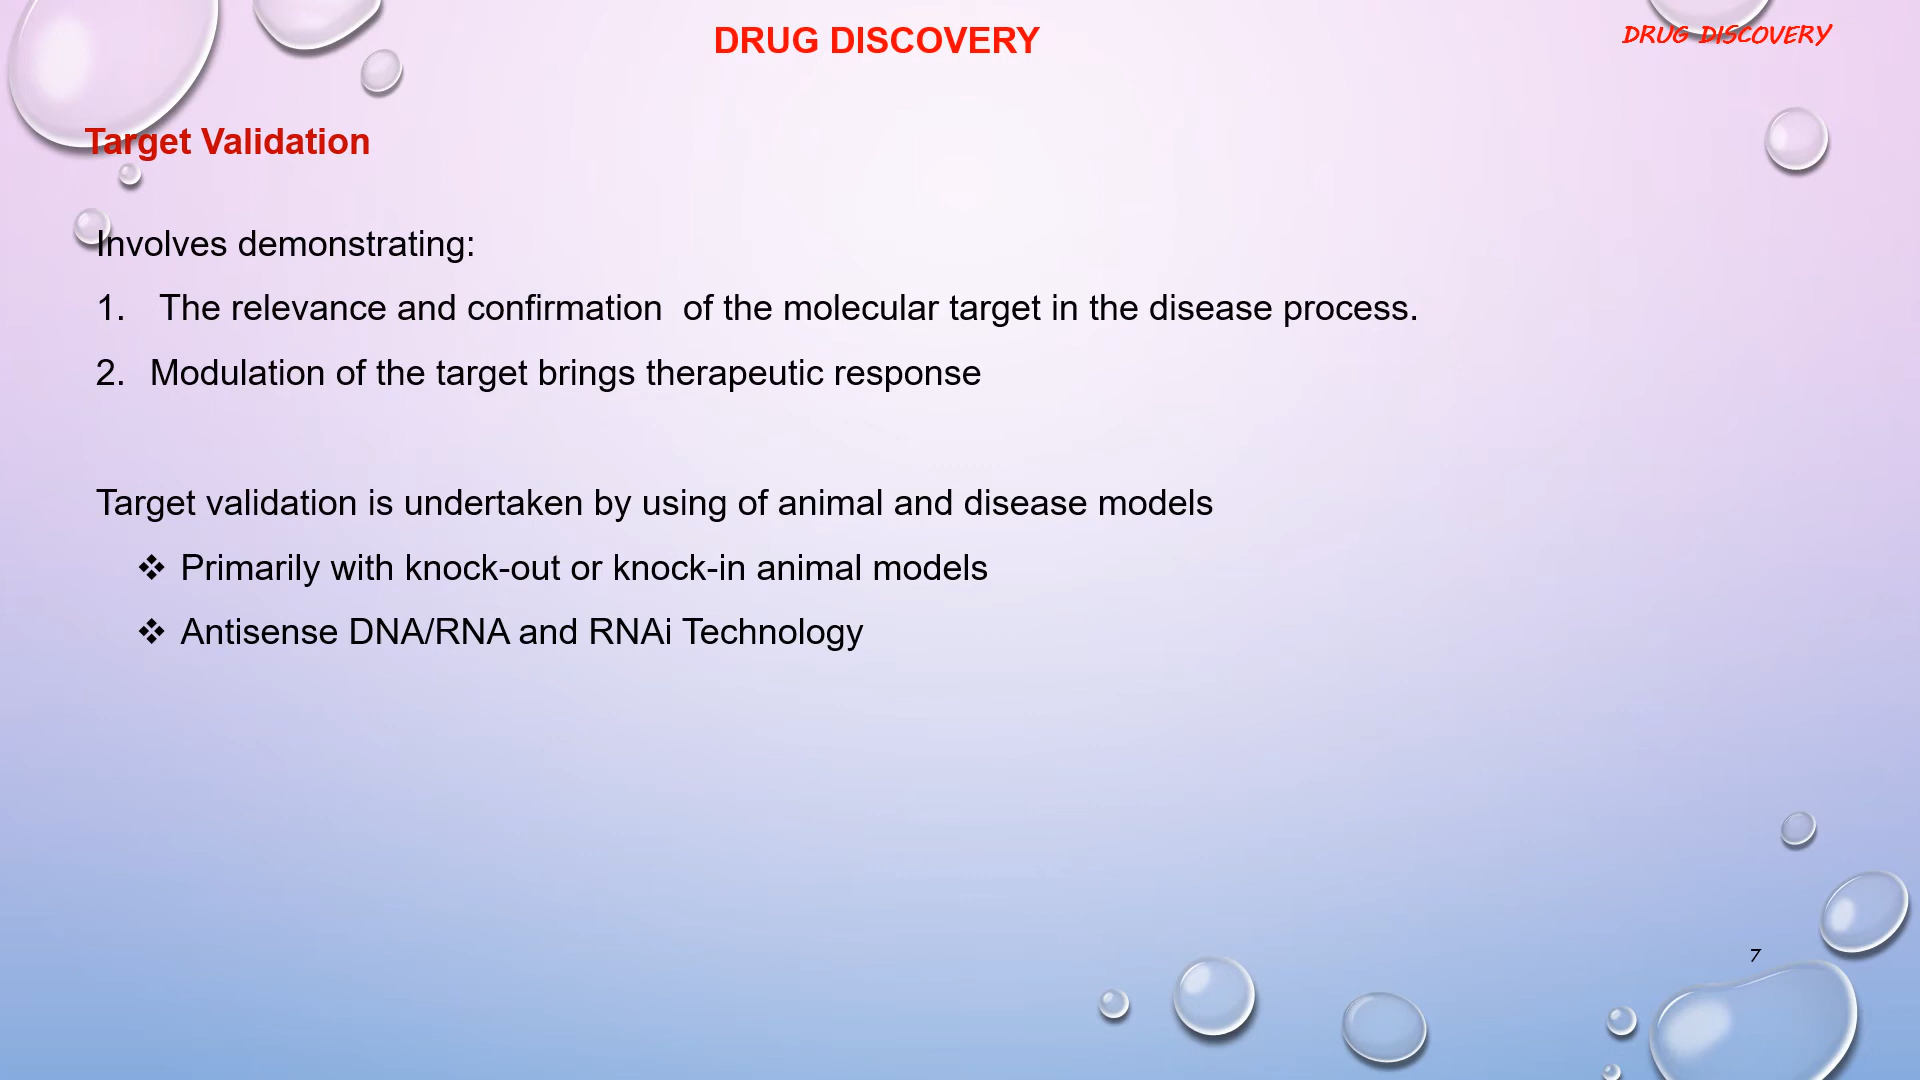 DRUG DISCOVERY
DRUG DISCOVERY
Target Validation
Involves demonstrating:
1. The relevance and confirmation of the molecular target in the disease process.
2. Modulation of the target brings therapeutic response
Target validation is undertaken by using of animal and disease models
❖ Primarily with knock-out or knock-in animal models
❖ Antisense DNA/RNA and RNAi Technology
7